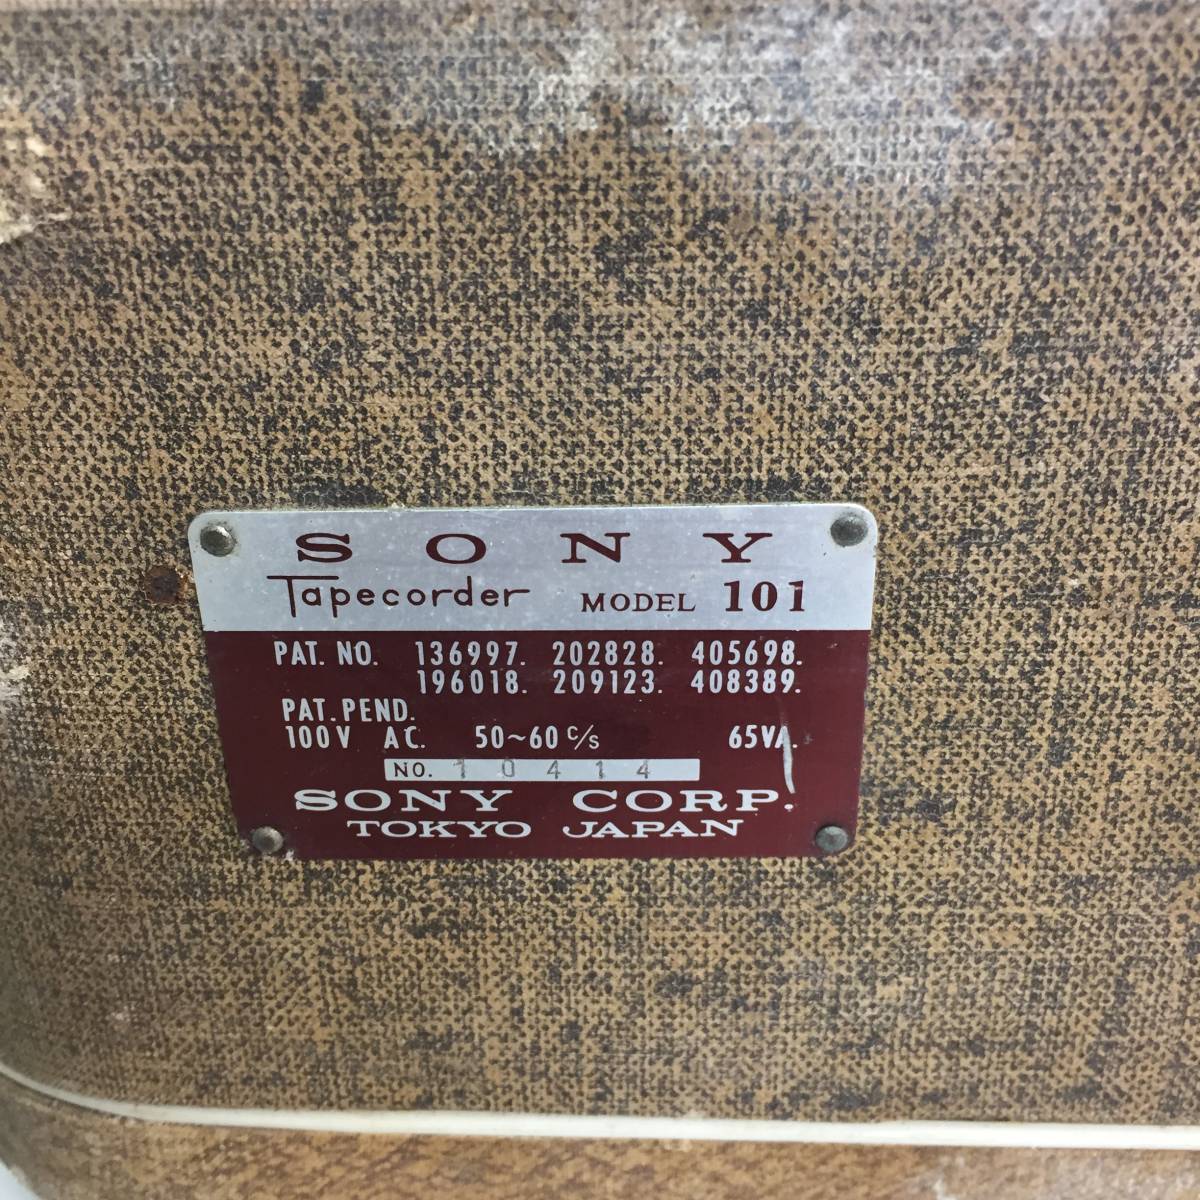 SONY
Tapecorder MODEL 101
PAT. NO. 136997. 202828. 405698.
196018. 209123. 408389.
PAT. PEND.
100V AC. 50~60 c/s 65VA.
NO. 10414
SONY CORP.
TOKYO JAPAN